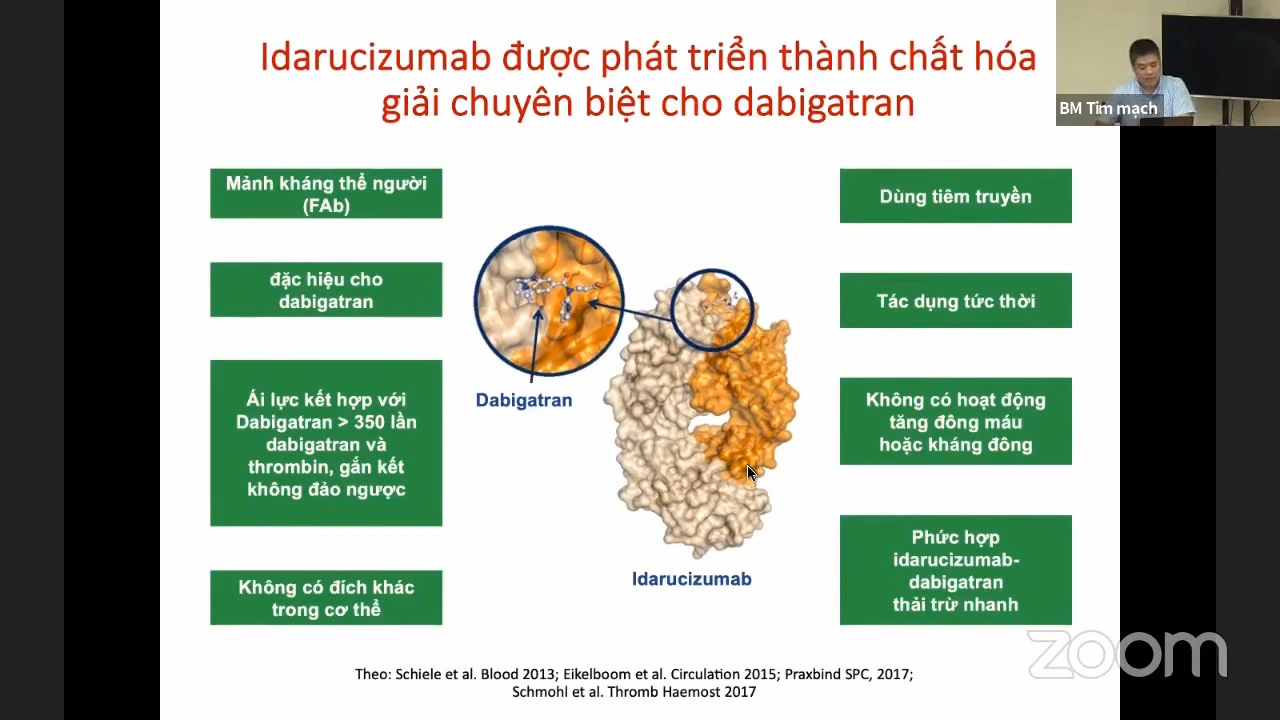 Idarucizumab được phát triển thành chất hóa
giải chuyên biệt cho dabigatran
BM Tim mạch
Mảnh kháng thể người
(FAb)
đặc hiệu cho
dabigatran
Ái lực kết hợp với
Dabigatran > 350 lần
dabigatran và
thrombin, gắn kết
không đảo ngược
Không có đích khác
trong cơ thể
Dabigatran
Idarucizumab
Dùng tiêm truyền
Tác dụng tức thời
Không có hoạt động
tăng đông máu
hoặc kháng đông
Phức hợp
idarucizumab-
dabigatran
thải trừ nhanh
Theo: Schiele et al. Blood 2013; Eikelboom et al. Circulation 2015; Praxbind SPC, 2017;
Schmohl et al. Thromb Haemost 2017
zoom